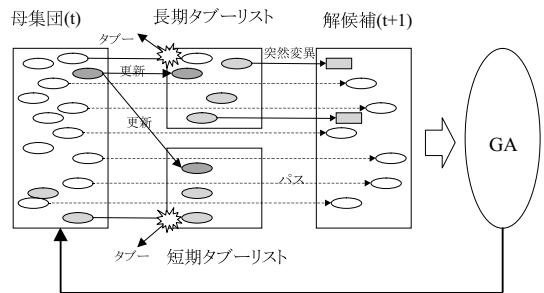 母集団(t)
長期タブーリスト
解候補(t+1)
タブー
突然変異
更新
更新
GA
パス
タブー
短期タブーリスト